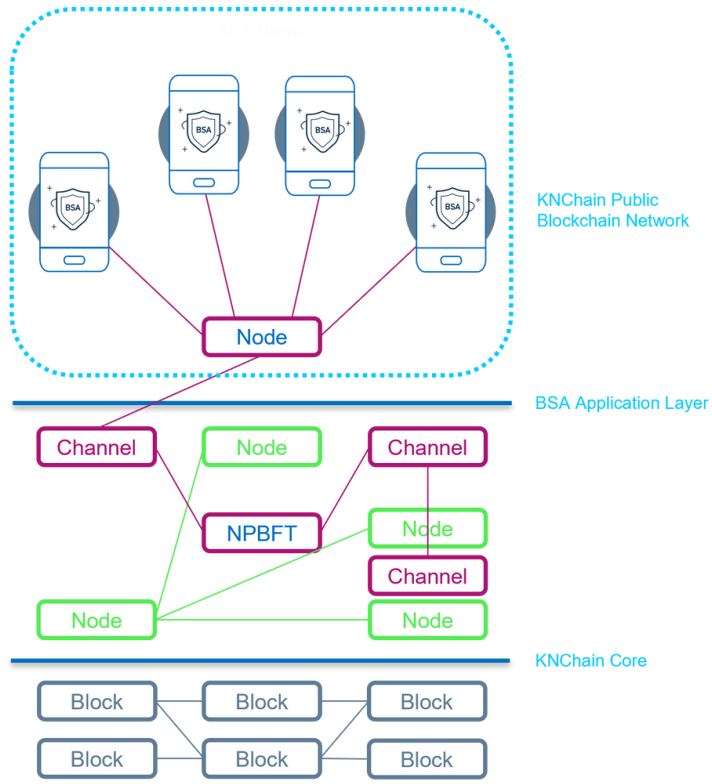 BSA
BSA
BSA
BSA
KNChain Public
Blockchain Network
Node
BSA Application Layer
Channel
Node
Channel
NPBFT
Node
Channel
Node
Node
KNChain Core
Block
Block
Block
Block
Block
Block